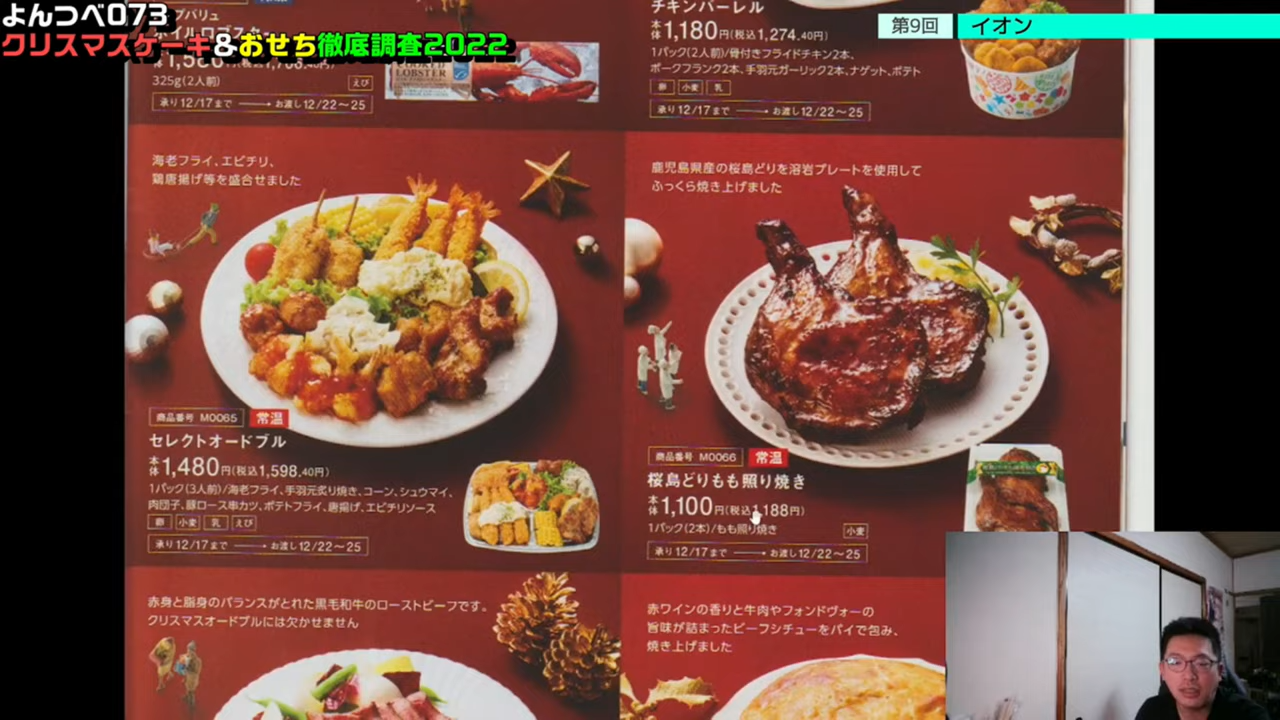 よんつべ073
クリスマスケーキ&おせち徹底調査2022
第9回
イオン
325g(2人前)
えび
承り12/17まで お渡し12/22〜25
LOBSTER
チキンバーレル
本体1,180円(税込1,274.40円)
1パック(2人前)/骨付きフライドチキン2本、
ポークフランク2本、手羽元ガーリック2本、ナゲット、ポテト
卵 小麦 乳
承り12/17まで お渡し12/22〜25
海老フライ、エビチリ、
鶏唐揚げ等を盛合せました
商品番号 M0065 常温
セレクトオードブル
本体1,480円(税込1,598.40円)
1パック(3人前)/海老フライ、手羽元炙り焼き、コーン、シュウマイ、
肉団子、豚ロース串カツ、ポテトフライ、唐揚げ、エビチリソース
卵 小麦 乳 えび
承り12/17まで お渡し12/22〜25
鹿児島県産の桜島どりを溶岩プレートを使用して
ふっくら焼き上げました
商品番号 M0066 常温
桜島どりもも照り焼き
本体1,100円(税込1,188円)
1パック(2本)/もも照り焼き
小麦
承り12/17まで お渡し12/22〜25
赤身と脂身のバランスがとれた黒毛和牛のローストビーフです。
クリスマスオードブルには欠かせません
赤ワインの香りと牛肉やフォンドヴォーの
旨味が詰まったビーフシチューをパイで包み、
焼き上げました